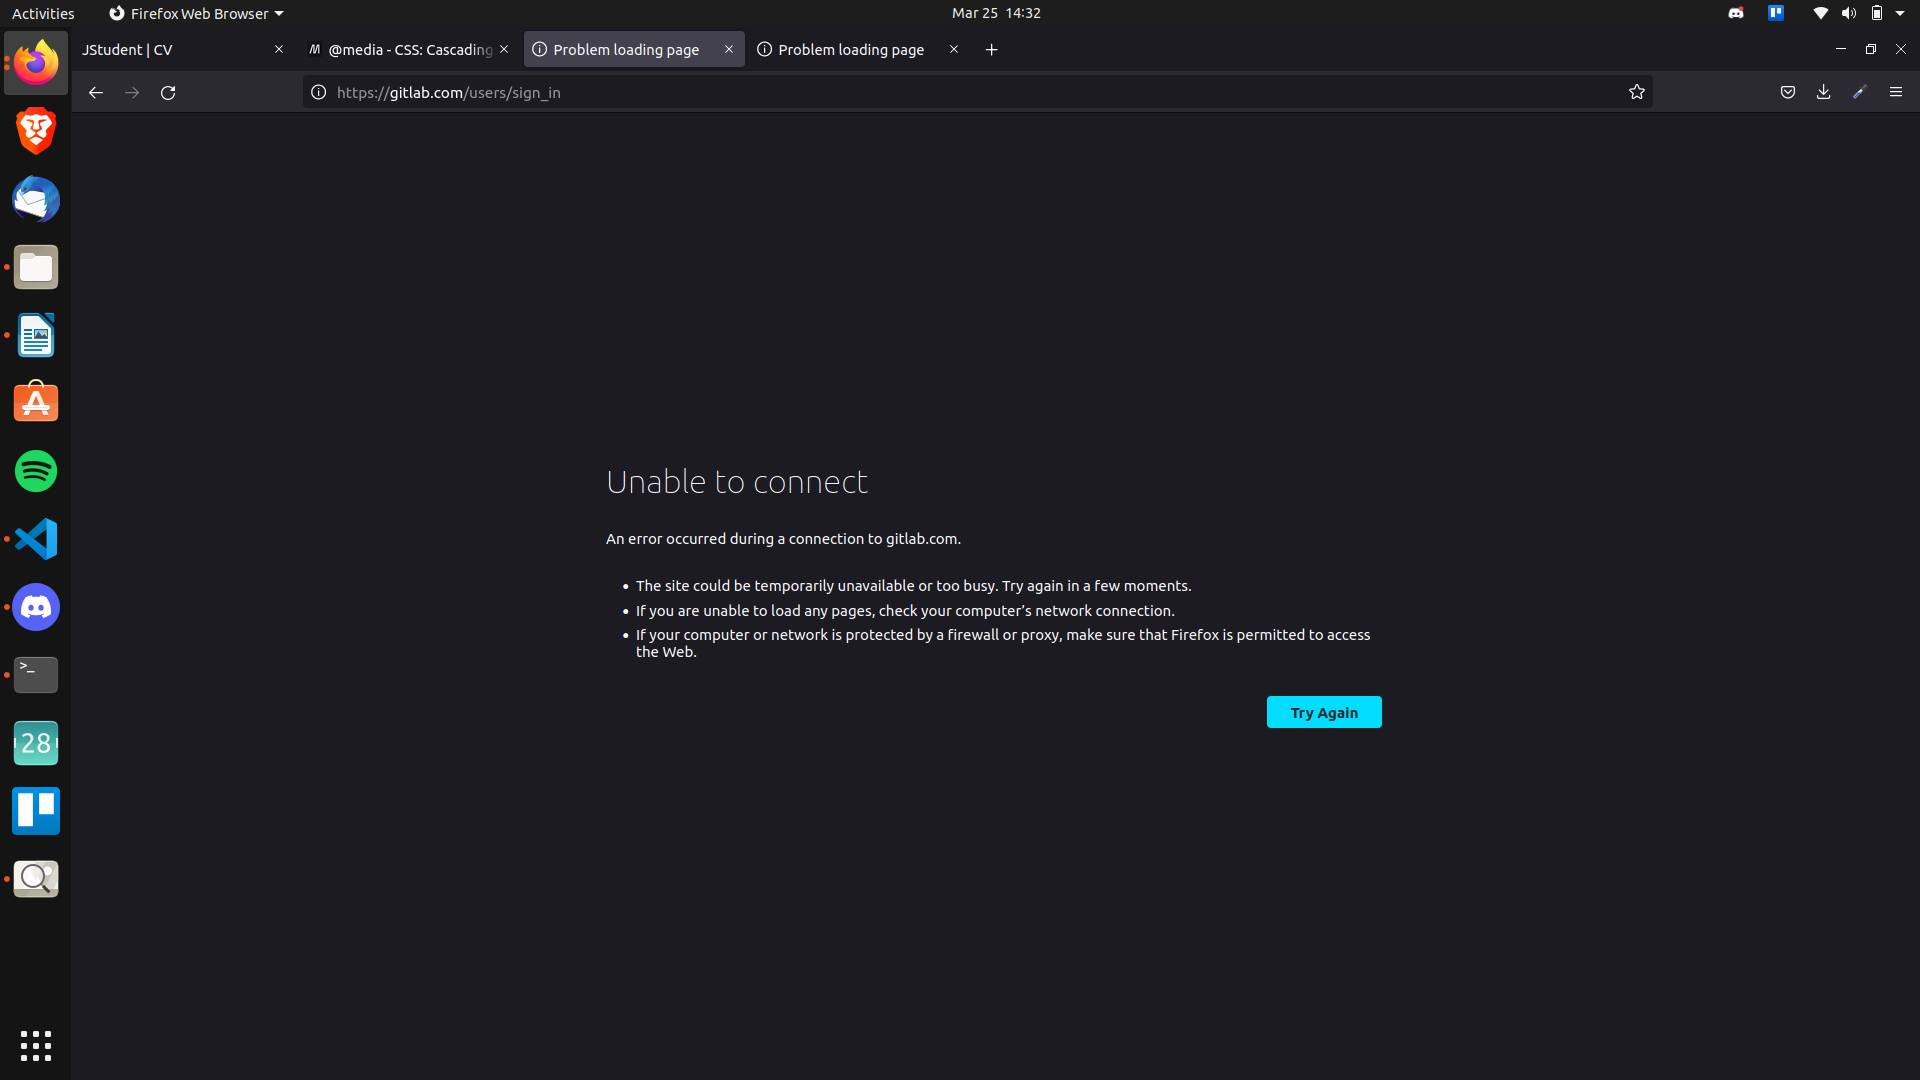 Activities
Firefox Web Browser
Mar 25 14:32
JStudent | CV
@media - CSS: Cascading
Problem loading page
Problem loading page
https://gitlab.com/users/sign_in
Unable to connect
An error occurred during a connection to gitlab.com.
• The site could be temporarily unavailable or too busy. Try again in a few moments.
• If you are unable to load any pages, check your computer’s network connection.
• If your computer or network is protected by a firewall or proxy, make sure that Firefox is permitted to access
the Web.
Try Again
>_
28